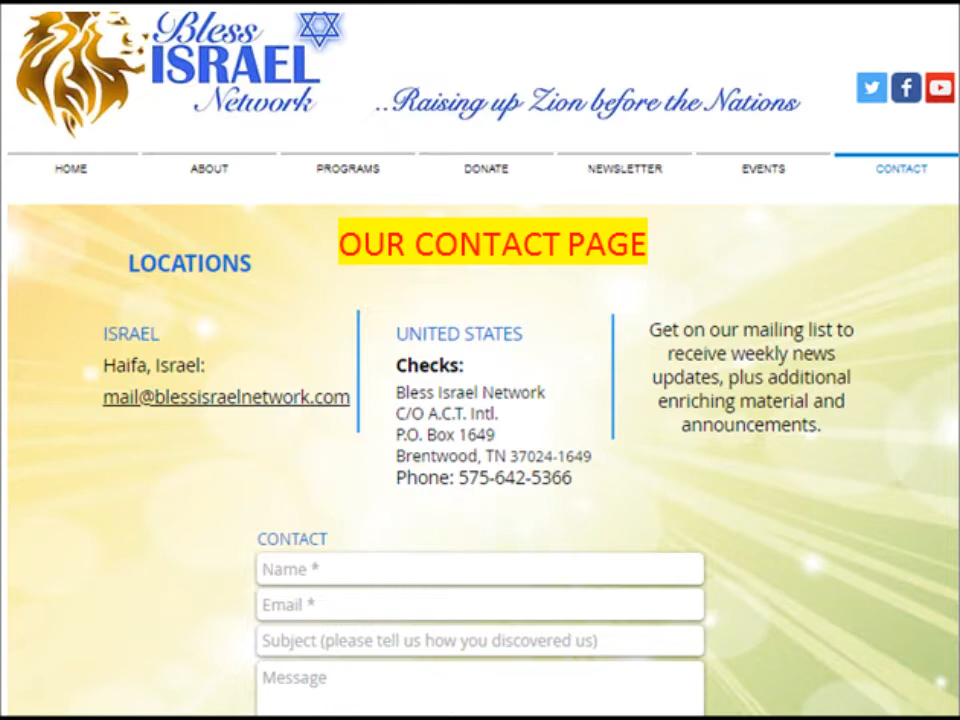 Bless
ISRAEL
Network
..Raising up Zion before the Nations
HOME
ABOUT
PROGRAMS
DONATE
NEWSLETTER
EVENTS
CONTACT
OUR CONTACT PAGE
LOCATIONS
ISRAEL
Haifa, Israel:
mail@blessisraelnetwork.com
UNITED STATES
Checks:
Bless Israel Network
C/O A.C.T. Intl.
P.O. Box 1649
Brentwood, TN 37024-1649
Phone: 575-642-5366
Get on our mailing list to
receive weekly news
updates, plus additional
enriching material and
announcements.
CONTACT
Name *
Email *
Subject (please tell us how you discovered us)
Message